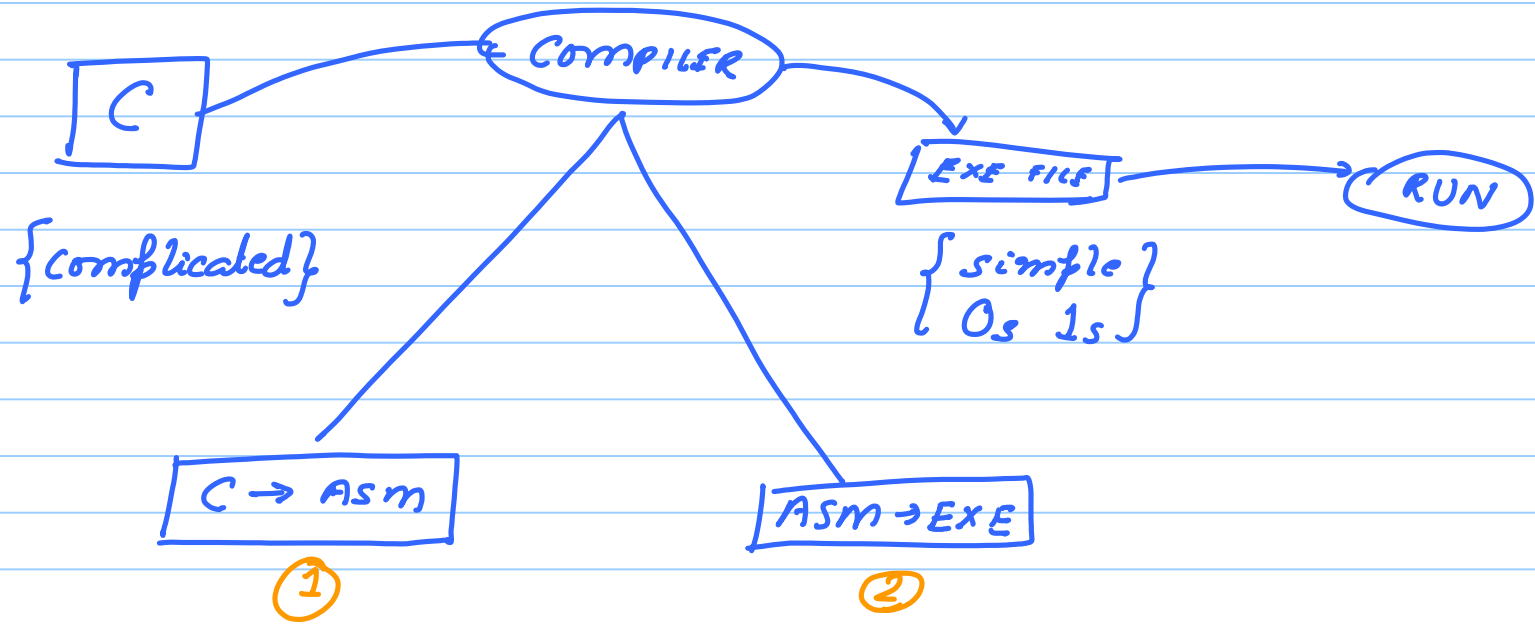 COMPILER
C
EXE FILE
RUN
{complicated}
{simple
0s 1s}
C → ASM
ASM → EXE
1
2